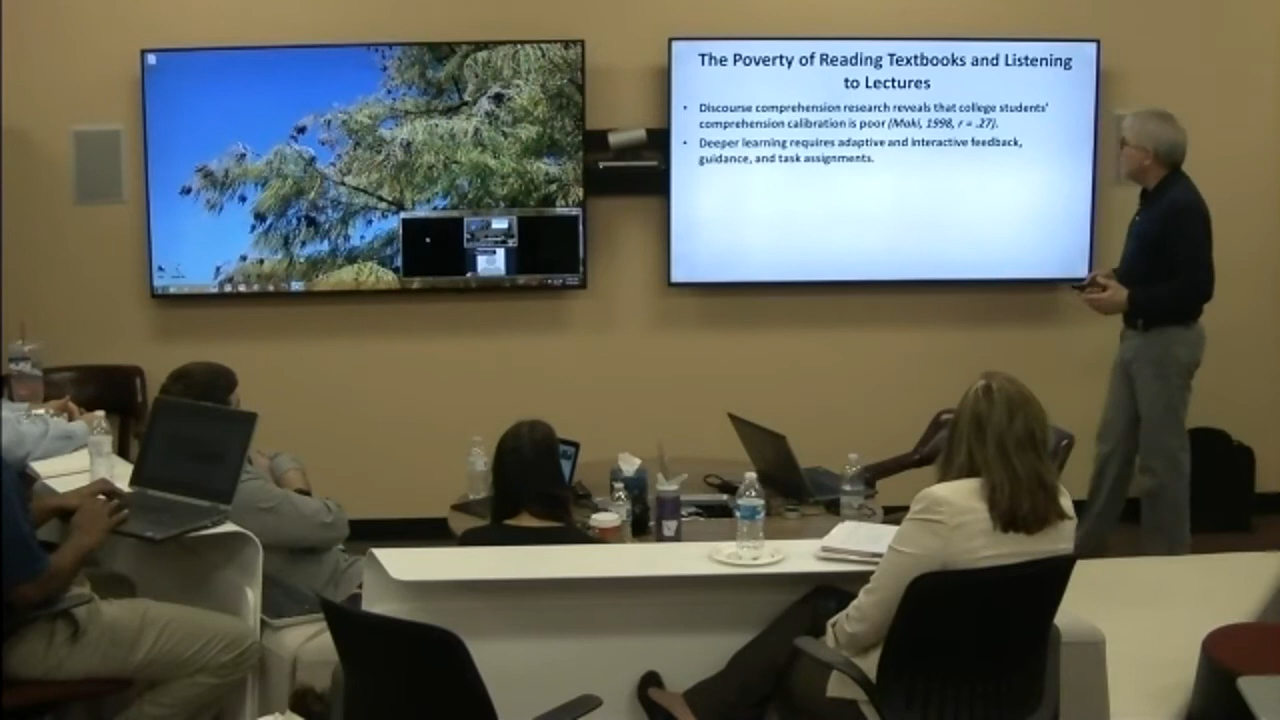 The Poverty of Reading Textbooks and Listening
to Lectures
• Discourse comprehension research reveals that college students'
comprehension calibration is poor (Maki, 1998, r = .27).
• Deeper learning requires adaptive and interactive feedback,
guidance, and task assignments.